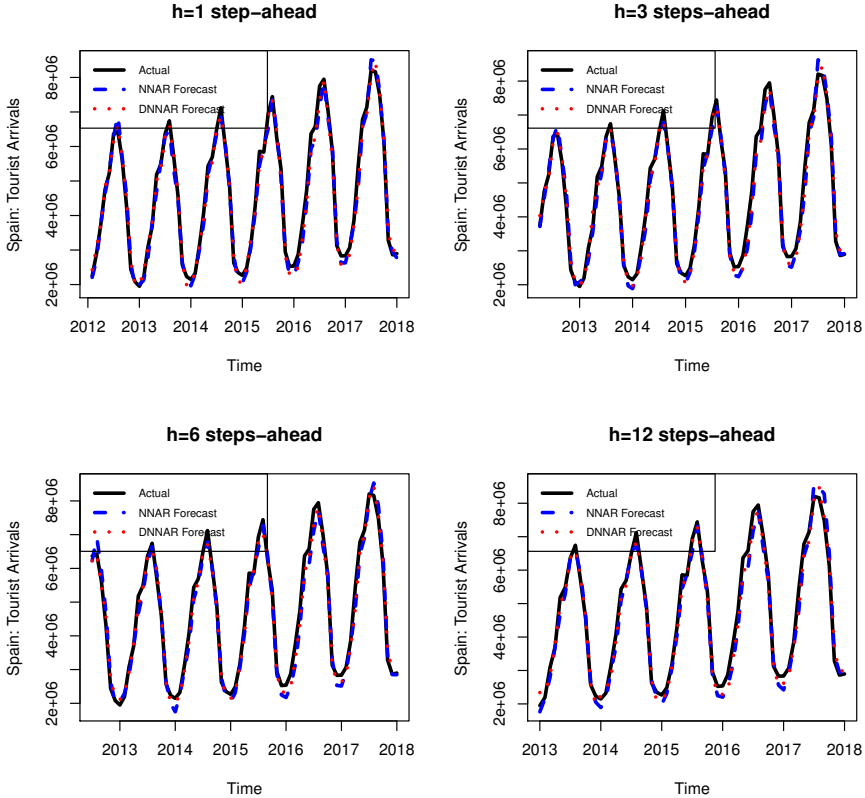 h=1 step−ahead
Spain: Tourist Arrivals
8e+06
6e+06
4e+06
2e+06
Actual
NNAR Forecast
DNNAR Forecast
2012 2013 2014 2015 2016 2017 2018
Time
h=3 steps−ahead
Spain: Tourist Arrivals
8e+06
6e+06
4e+06
2e+06
Actual
NNAR Forecast
DNNAR Forecast
2013 2014 2015 2016 2017 2018
Time
h=6 steps−ahead
Spain: Tourist Arrivals
8e+06
6e+06
4e+06
2e+06
Actual
NNAR Forecast
DNNAR Forecast
2013 2014 2015 2016 2017 2018
Time
h=12 steps−ahead
Spain: Tourist Arrivals
8e+06
6e+06
4e+06
2e+06
Actual
NNAR Forecast
DNNAR Forecast
2013 2014 2015 2016 2017 2018
Time